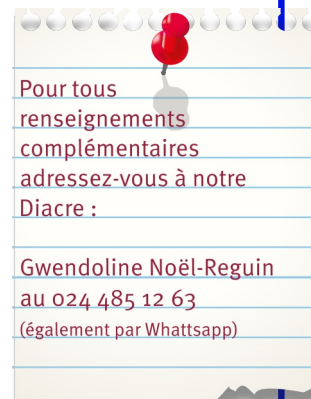 Pour tous
renseignements
complémentaires
adressez-vous à notre
Diacre :
Gwendoline Noël-Reguin
au 024 485 12 63
(également par Whattsapp)